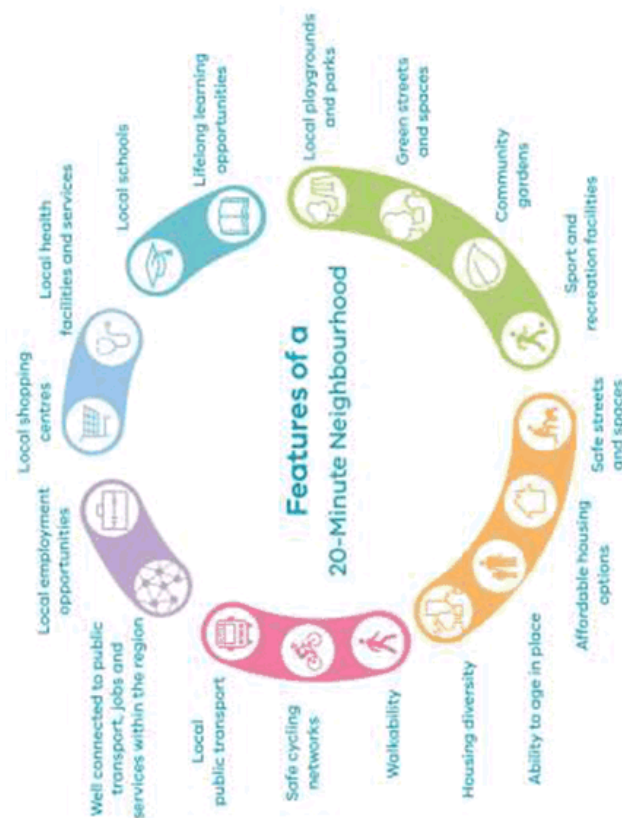 Features of a
20-Minute Neighbourhood
Local shopping
centres
Local health
facilities and services
Local schools
Lifelong learning
opportunities
Local playgrounds
and parks
Green streets
and spaces
Community
gardens
Sport and
recreation facilities
Safe streets
and spaces
Affordable housing
options
Ability to age in place
Housing diversity
Walkability
Safe cycling
networks
Local
public transport
Well connected to public
transport, jobs and
services within the region
Local employment
opportunities